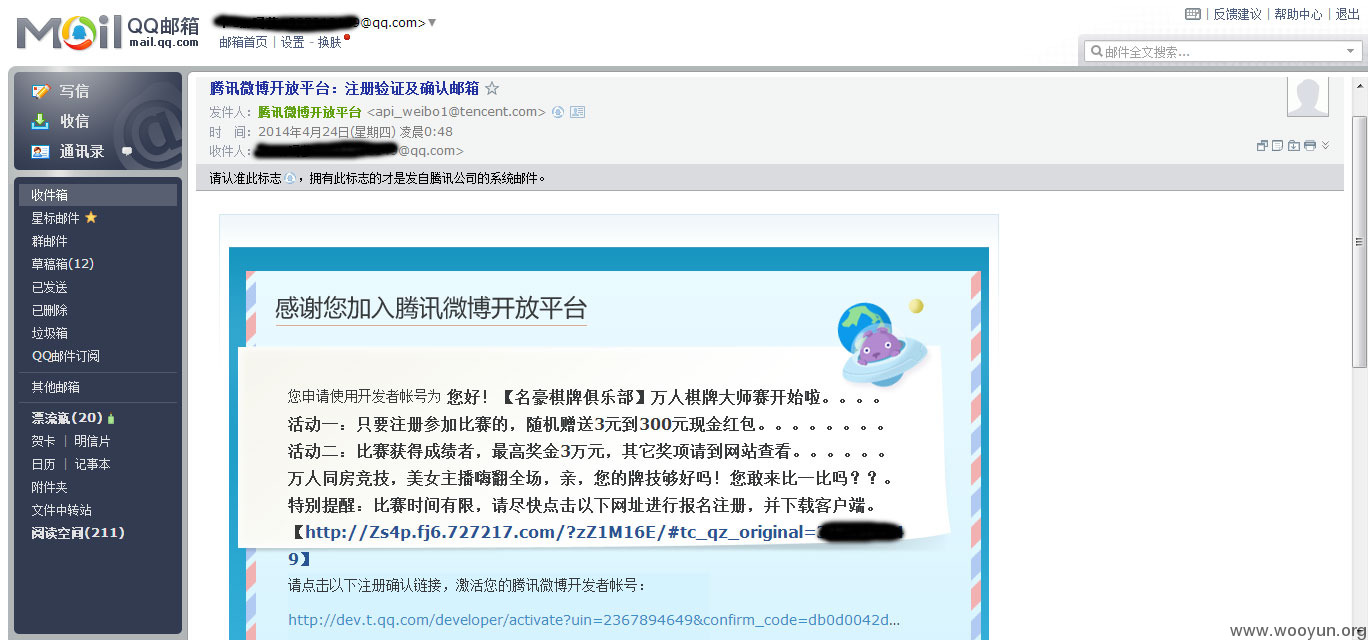 Mail QQ邮箱 mail.qq.com
@qq.com>
邮箱首页 | 设置 - 换肤
反馈建议 | 帮助中心 | 退出
邮件全文搜索...
写信
收信
通讯录
收件箱
星标邮件
群邮件
草稿箱(12)
已发送
已删除
垃圾箱
QQ邮件订阅
其他邮箱
漂流瓶(20)
贺卡 | 明信片
日历 | 记事本
附件夹
文件中转站
阅读空间(211)
腾讯微博开放平台：注册验证及确认邮箱
发件人：腾讯微博开放平台 <api_weibo1@tencent.com>
时 间：2014年4月24日(星期四) 凌晨0:48
收件人： @qq.com>
请认准此标志，拥有此标志的才是发自腾讯公司的系统邮件。
感谢您加入腾讯微博开放平台
您申请使用开发者帐号为 您好！【名豪棋牌俱乐部】万人棋牌大师赛开始啦。。。。
活动一：只要注册参加比赛的，随机赠送3元到300元现金红包。。。。。。。。
活动二：比赛获得成绩者，最高奖金3万元，其它奖项请到网站查看。。。。。。
万人同房竞技，美女主播嗨翻全场，亲，您的牌技够好吗！您敢来比一比吗？？。
特别提醒：比赛时间有限，请尽快点击以下网址进行报名注册，并下载客户端。
【http://Zs4p.fj6.727217.com/?zZ1M16E/#tc_qz_original=
9】
请点击以下注册确认链接，激活您的腾讯微博开发者帐号：
http://dev.t.qq.com/developer/activate?uin=2367894649&confirm_code=db0d0042d...
www.wooyun.org